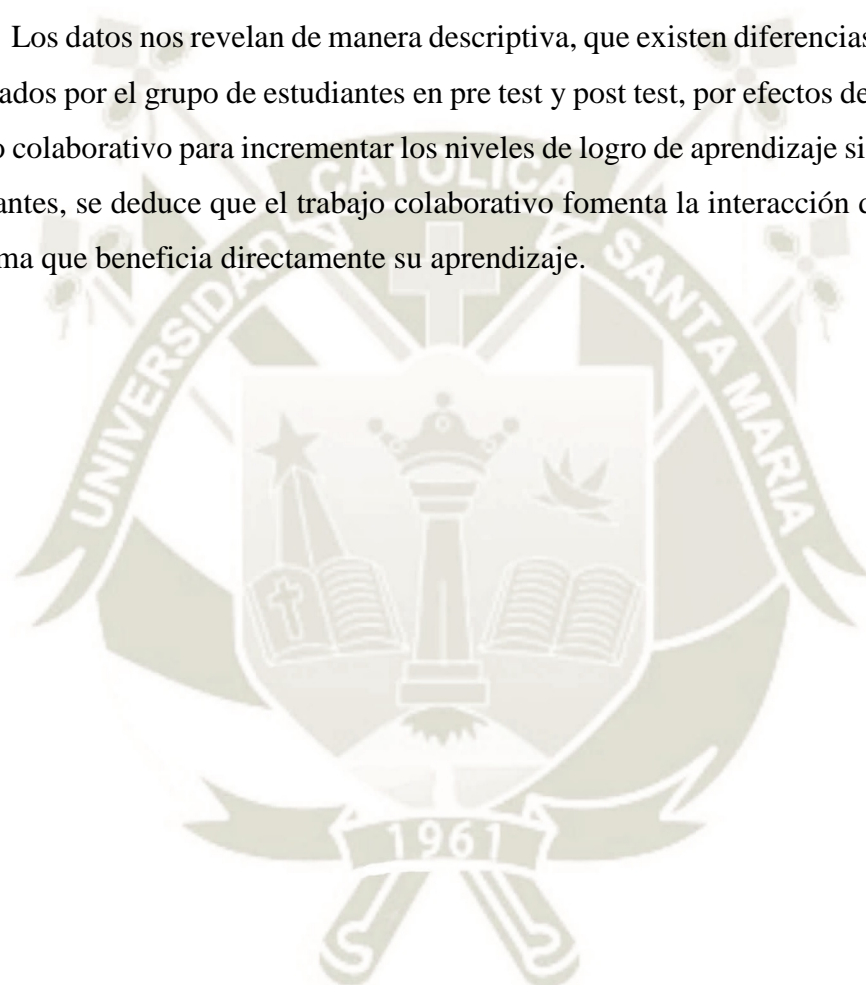 Los datos nos revelan de manera descriptiva, que existen diferencias
ados por el grupo de estudiantes en pre test y post test, por efectos de
o colaborativo para incrementar los niveles de logro de aprendizaje si
antes, se deduce que el trabajo colaborativo fomenta la interacción
ma que beneficia directamente su aprendizaje.
UNIVERSIDAD CATOLICA SANTA MARIA
1961